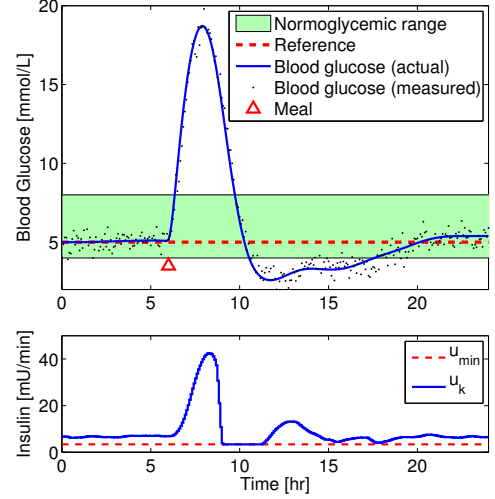 Normoglycemic range
Reference
Blood glucose (actual)
Blood glucose (measured)
Meal
Blood Glucose [mmol/L]
20
15
10
5
0 5 10 15 20
Insulin [mU/min]
40
20
0
u_min
u_k
0 5 10 15 20
Time [hr]